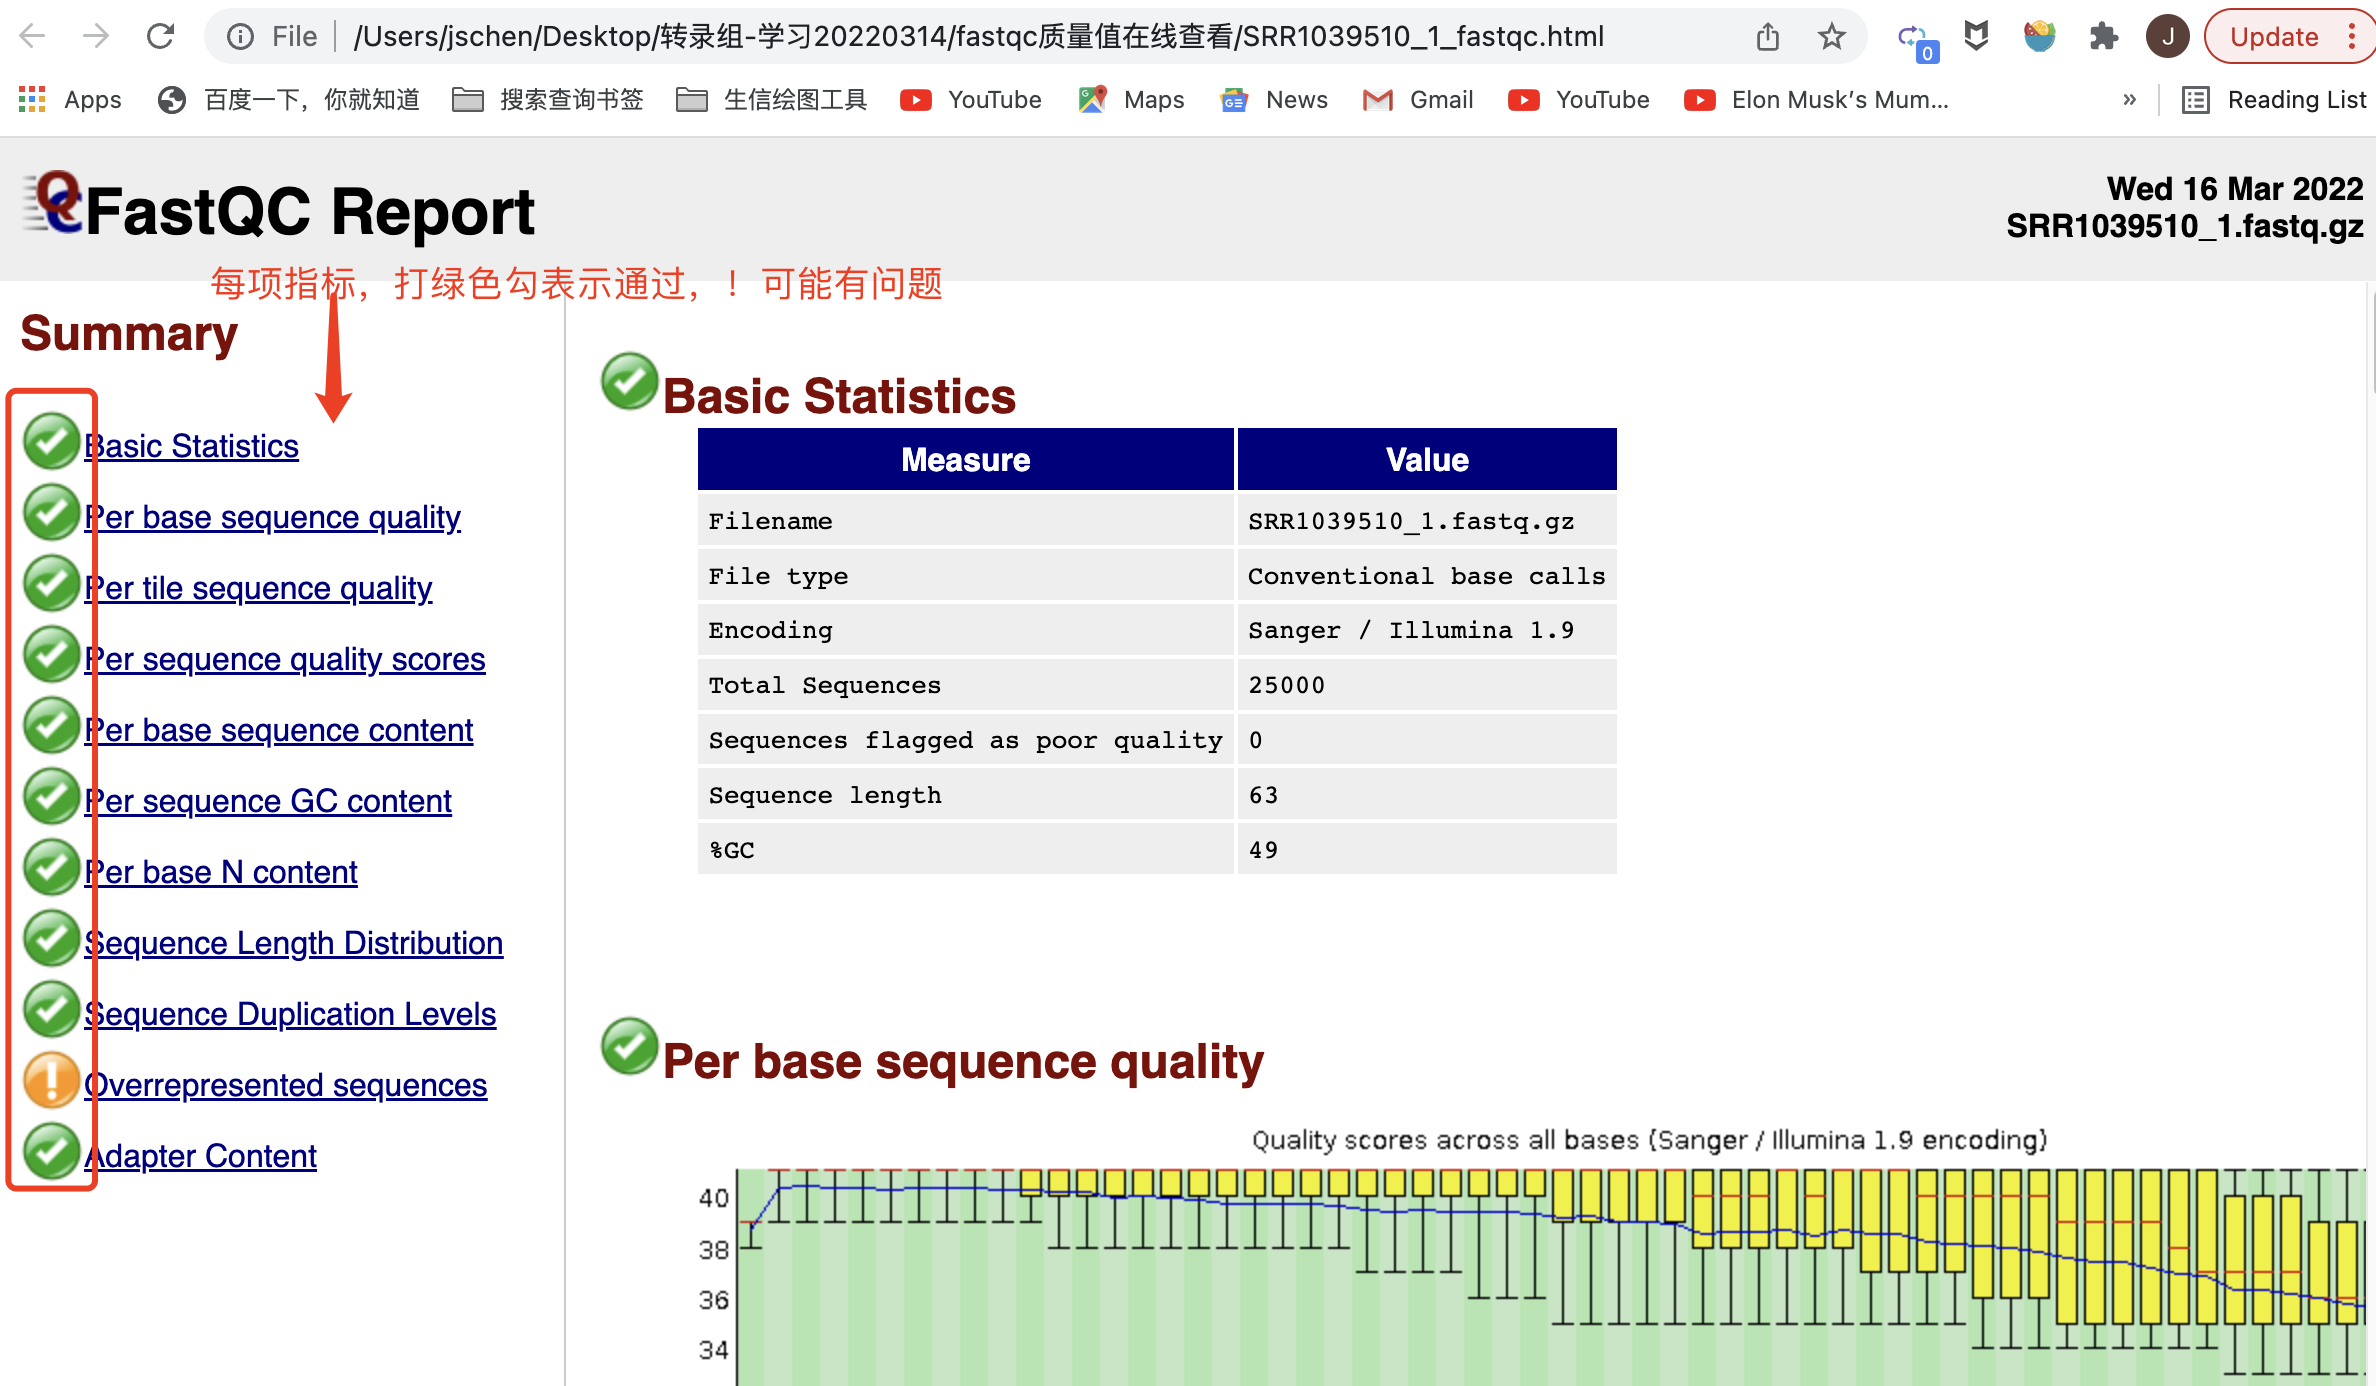 File /Users/jschen/Desktop/转录组-学习20220314/fastqc质量值在线查看/SRR1039510_1_fastqc.html 0 J Update
Apps 百度一下，你就知道 搜索查询书签 生信绘图工具 YouTube Maps News Gmail YouTube Elon Musk’s Mum... » Reading List
FastQC Report
Wed 16 Mar 2022
SRR1039510_1.fastq.gz
每项指标，打绿色勾表示通过，！可能有问题
Summary
Basic Statistics
Per base sequence quality
Per tile sequence quality
Per sequence quality scores
Per base sequence content
Per sequence GC content
Per base N content
Sequence Length Distribution
Sequence Duplication Levels
Overrepresented sequences
Adapter Content
Basic Statistics
Measure Value
Filename SRR1039510_1.fastq.gz
File type Conventional base calls
Encoding Sanger / Illumina 1.9
Total Sequences 25000
Sequences flagged as poor quality 0
Sequence length 63
%GC 49
Per base sequence quality
Quality scores across all bases (Sanger / Illumina 1.9 encoding)
40
38
36
34